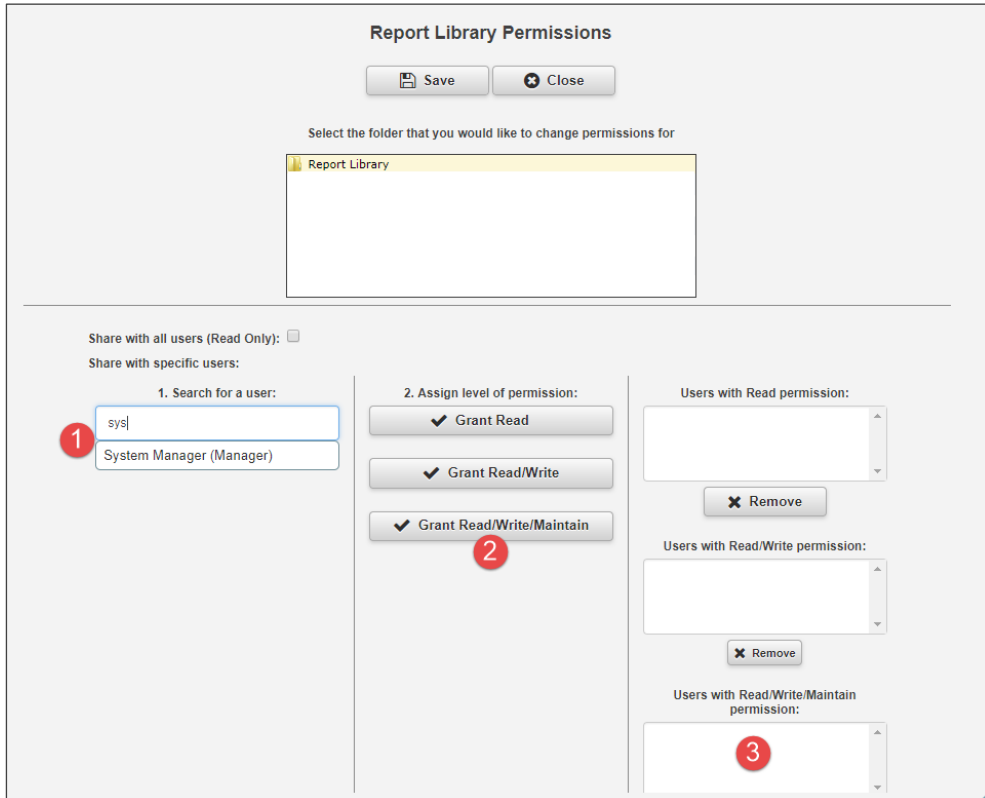 Report Library Permissions
Save
Close
Select the folder that you would like to change permissions for
Report Library
Share with all users (Read Only):
Share with specific users:
1. Search for a user:
sys
System Manager (Manager)
1
2. Assign level of permission:
Grant Read
Grant Read/Write
Grant Read/Write/Maintain
2
Users with Read permission:
Remove
Users with Read/Write permission:
Remove
Users with Read/Write/Maintain
permission:
3